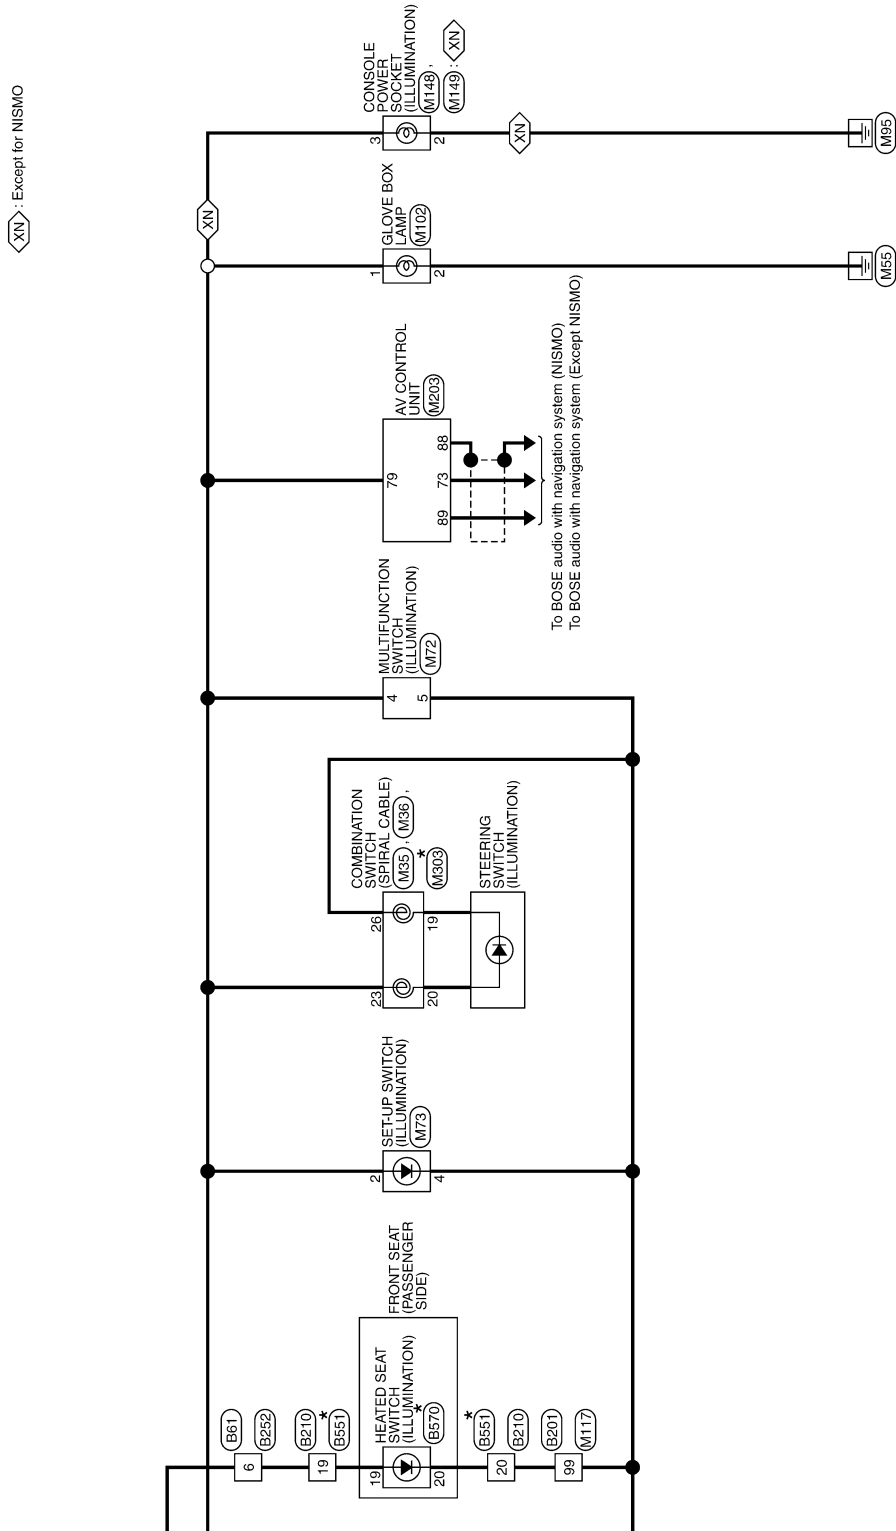 XN : Except for NISMO
XN
6
B61
B252
19
B210
*
B551
FRONT SEAT
(PASSENGER
SIDE)
HEATED SEAT
SWITCH
(ILLUMINATION)
*
B570
19
20
20
*
B551
B210
99
B201
M117
SET-UP SWITCH
(ILLUMINATION)
M73
2
4
COMBINATION
SWITCH
(SPIRAL CABLE)
M35 , M36 ,
*
M303
23
26
20
19
STEERING
SWITCH
(ILLUMINATION)
MULTIFUNCTION
SWITCH
(ILLUMINATION)
M72
4
5
AV CONTROL
UNIT
M203
79
89
73
88
To BOSE audio with navigation system (NISMO)
To BOSE audio with navigation system (Except NISMO)
GLOVE BOX
LAMP
M102
1
2
M55
CONSOLE
POWER
SOCKET
(ILLUMINATION)
M148 ,
M149 : XN
3
2
XN
M95